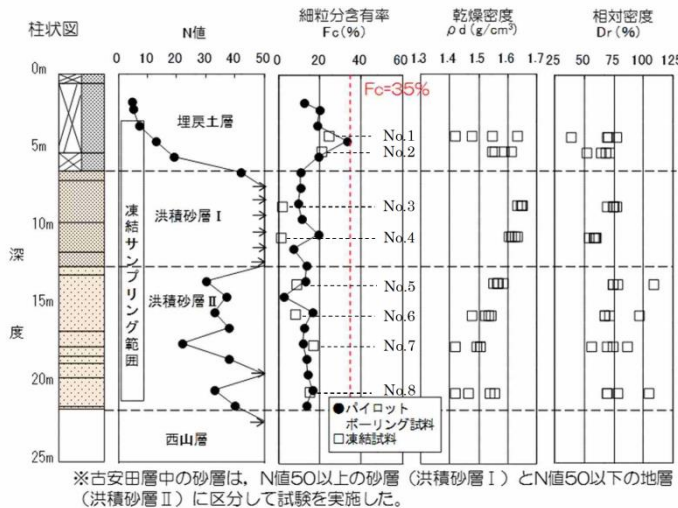 柱状図
N値
細粒分含有率
Fc(%)
乾燥密度
ρd(g/cm³)
相対密度
Dr(%)
0 10 20 30 40 50
0 20 40 60
1.3 1.4 1.5 1.6 1.7
25 50 75 100 125
Fc=35%
0m
5m
10m
15m
20m
25m
深度
埋戻土層
洪積砂層Ⅰ
洪積砂層Ⅱ
西山層
凍結サンプリング範囲
No.1
No.2
No.3
No.4
No.5
No.6
No.7
No.8
パイロット
ボーリング試料
凍結試料
※古安田層中の砂層は，N値50以上の砂層（洪積砂層Ⅰ）とN値50以下の地層
（洪積砂層Ⅱ）に区分して試験を実施した。